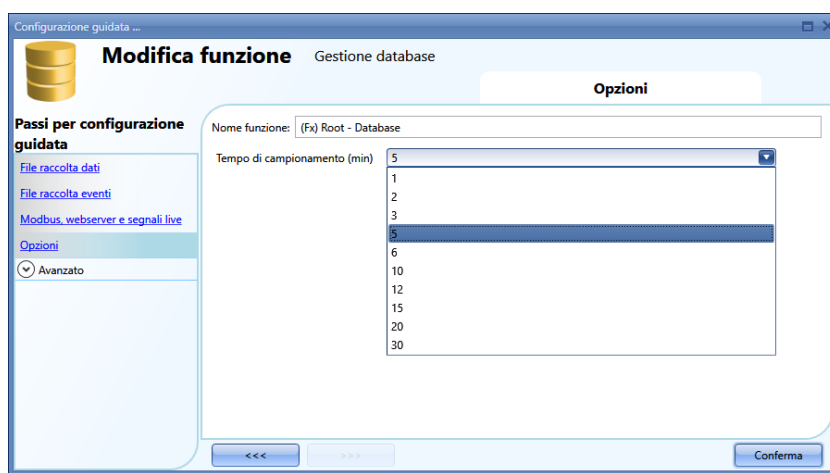 Configurazione guidata ...
Modifica funzione Gestione database
Opzioni
Passi per configurazione guidata
File raccolta dati
File raccolta eventi
Modbus, webserver e segnali live
Opzioni
Avanzato
Nome funzione: (Fx) Root - Database
Tempo di campionamento (min) 5
1
2
3
5
6
10
12
15
20
30
<<<
>>>
Conferma